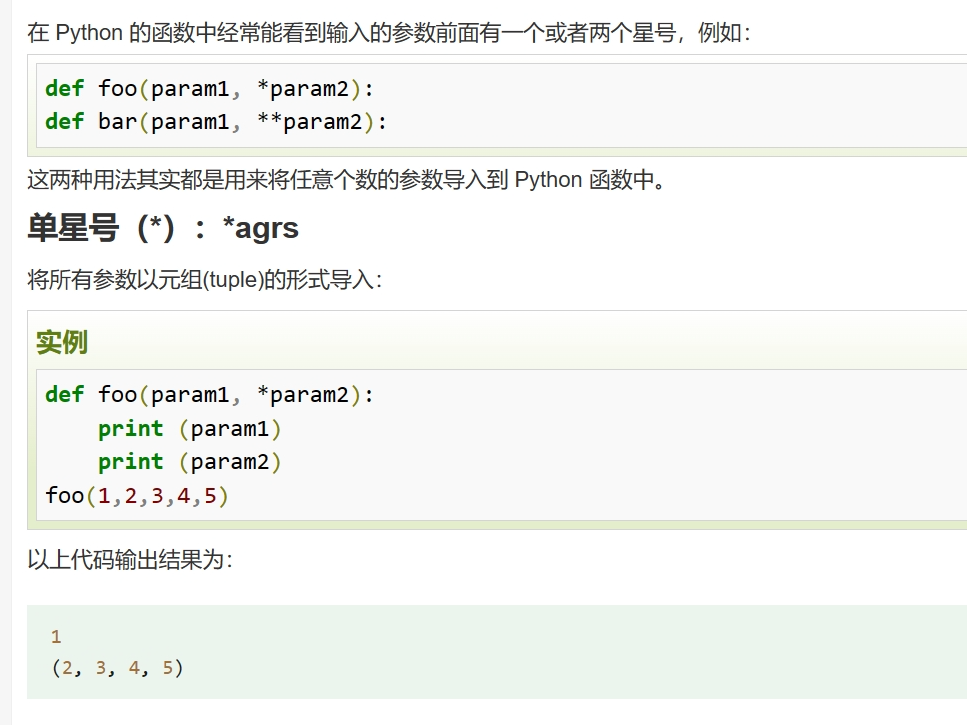 在 Python 的函数中经常能看到输入的参数前面有一个或者两个星号，例如：
def foo(param1, *param2):
def bar(param1, **param2):
这两种用法其实都是用来将任意个数的参数导入到 Python 函数中。
单星号（*）：*agrs
将所有参数以元组(tuple)的形式导入：
实例
def foo(param1, *param2):
    print (param1)
    print (param2)
foo(1,2,3,4,5)
以上代码输出结果为：
1
(2, 3, 4, 5)